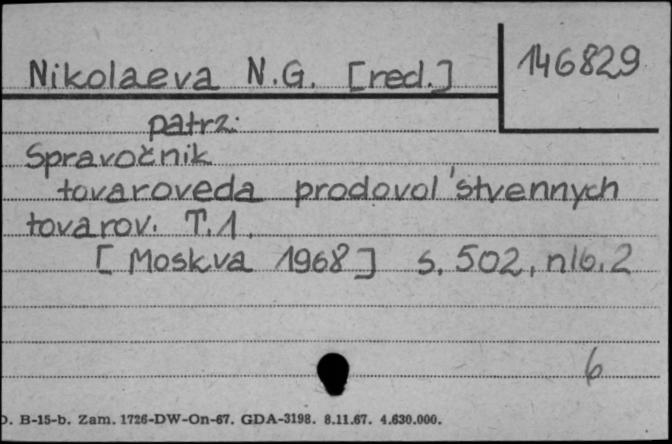 Nikolaeva N.G. [red.] 146829
patrz:
Spravočnik
tovaroveda prodovol'stvennych
tovarov. T.1.
[Moskva 1968] s. 502, nlb. 2
6
D. B-15-b. Zam. 1726-DW-On-67. GDA-3198. 8.11.67. 4.630.000.